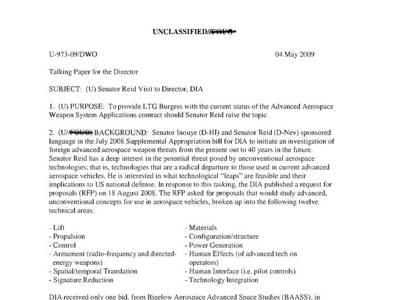 UNCLASSIFIED//FOUO
U-973-09/DWO 04 May 2009
Talking Paper for the Director
SUBJECT: (U) Senator Reid Visit to Director, DIA
1. (U) PURPOSE: To provide LTG Burgess with the current status of the Advanced Aerospace
Weapon System Applications contract should Senator Reid raise the topic.
2. (U//FOUO) BACKGROUND: Senator Inouye (D-HI) and Senator Reid (D-Nev) sponsored
language in the July 2008 Supplemental Appropriation bill for DIA to initiate an investigation of
foreign advanced aerospace weapon threats from the present out to 40 years in the future.
Senator Reid has a deep interest in the potential threat posed by unconventional aerospace
technologies; that is, technologies that are a radical departure to those used in current advanced
aerospace vehicles. He is interested in what technological “leaps” are feasible and their
implications to US national defense. In response to this tasking, the DIA published a request for
proposals (RFP) on 18 August 2008. The RFP asked for proposals that would study advanced,
unconventional concepts for use in aerospace vehicles, broken up into the following twelve
technical areas:
- Lift
- Propulsion
- Control
- Armament (radio-frequency and directed-
energy weapons)
- Spatial/temporal Translation
- Signature Reduction
- Materials
- Configuration/structure
- Power Generation
- Human Effects (of advanced tech on
operators)
- Human Interface (i.e. pilot controls)
- Technology Integration
DIA received only one bid, from Bigelow Aerospace Advanced Space Studies (BAASS), in